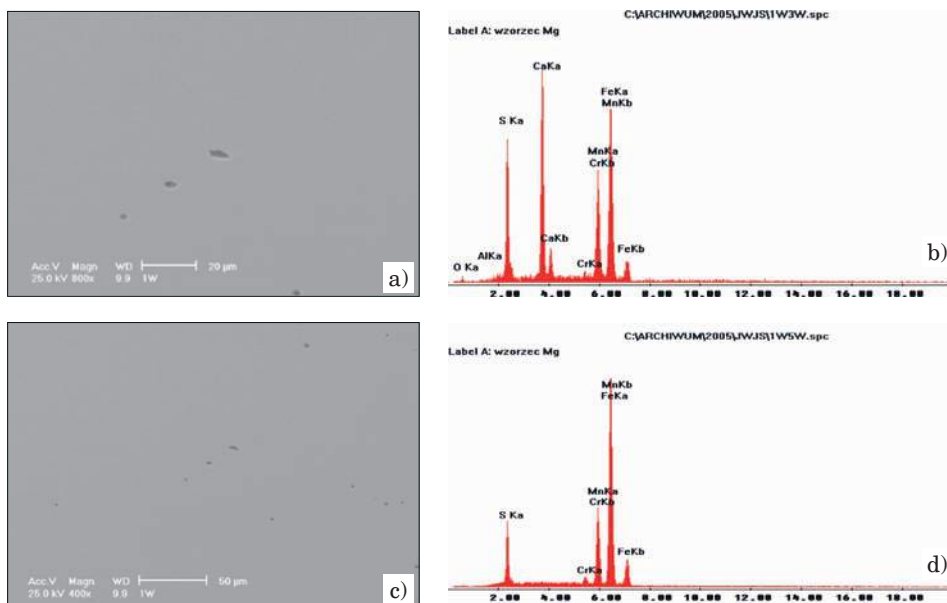 Acc.V Magn WD 20 µm
25.0 kV 800x 9.9 1W
a)
C:\ARCHIWUM\2005\JWJS\1W3W.spc
Label A: wzorzec Mg
CaKa
FeKa
MnKb
S Ka
MnKa
CrKb
CaKb
FeKb
AlKa
CrKa
O Ka
2.00 4.00 6.00 8.00 10.00 12.00 14.00 16.00 18.00
b)
Acc.V Magn WD 50 µm
25.0 kV 400x 9.9 1W
c)
C:\ARCHIWUM\2005\JWJS\1W5W.spc
Label A: wzorzec Mg
MnKb
FeKa
MnKa
CrKb
S Ka
FeKb
CrKa
2.00 4.00 6.00 8.00 10.00 12.00 14.00 16.00 18.00
d)